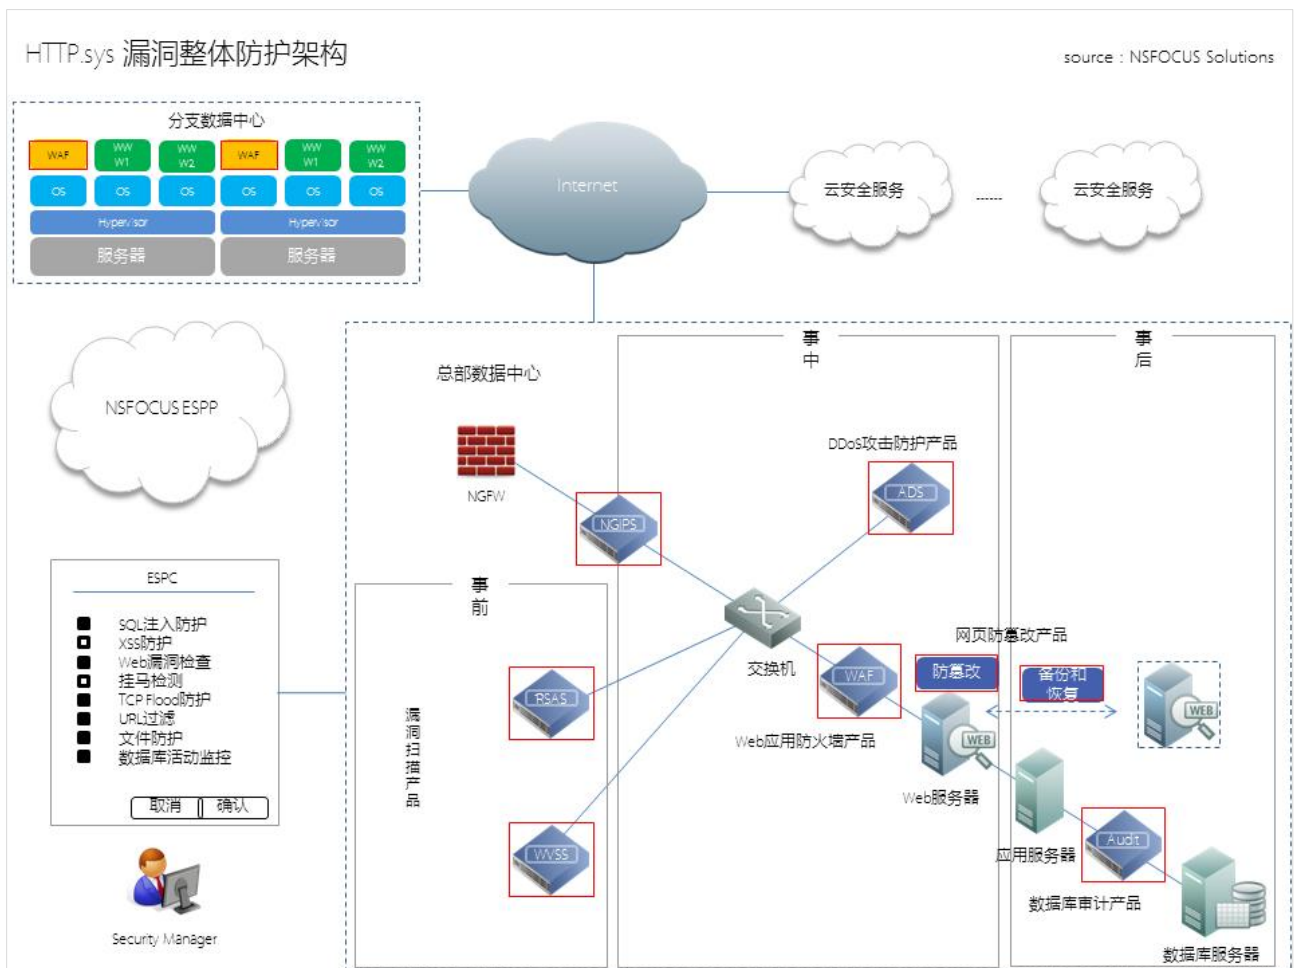 HTTP.sys 漏洞整体防护架构
source：NSFOCUS Solutions
分支数据中心
WAF
WW
W1
WW
W2
WAF
WW
W1
WW
W2
OS
OS
OS
OS
OS
OS
Hypervisor
Hypervisor
服务器
服务器
Internet
云安全服务
------
云安全服务
NSFOCUS ESPP
总部数据中心
NGFW
NGIPS
事
中
事
后
DDoS攻击防护产品
ADS
事
前
漏
洞
扫
描
产
品
RSAS
WVSS
交换机
WAF
Web应用防火墙产品
网页防篡改产品
防篡改
备份和
恢复
WEB
WEB
Web服务器
应用服务器
Audit
数据库审计产品
数据库服务器
ESPC
SQL注入防护
XSS防护
Web漏洞检查
挂马检测
TCP Flood防护
URL过滤
文件防护
数据库活动监控
取消
确认
Security Manager